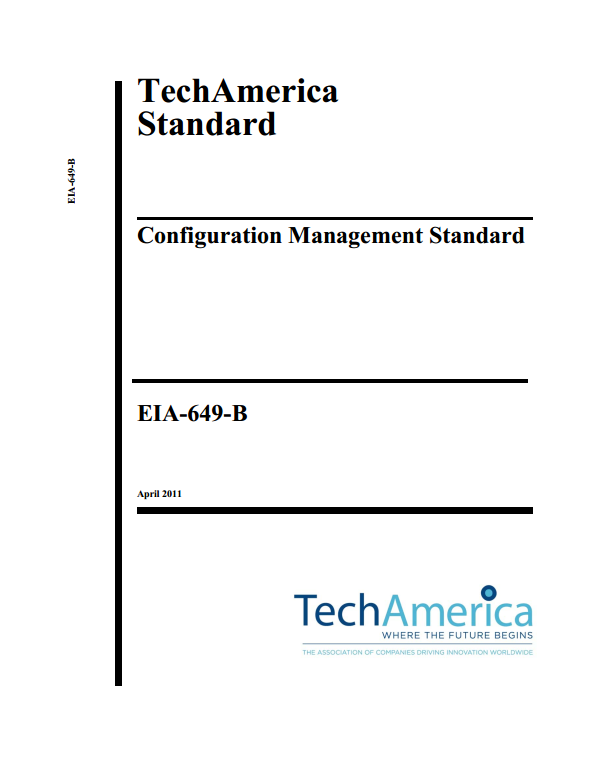 TechAmerica
Standard
EIA-649-B
Configuration Management Standard
EIA-649-B
April 2011
TechAmerica
WHERE THE FUTURE BEGINS
THE ASSOCIATION OF COMPANIES DRIVING INNOVATION WORLDWIDE